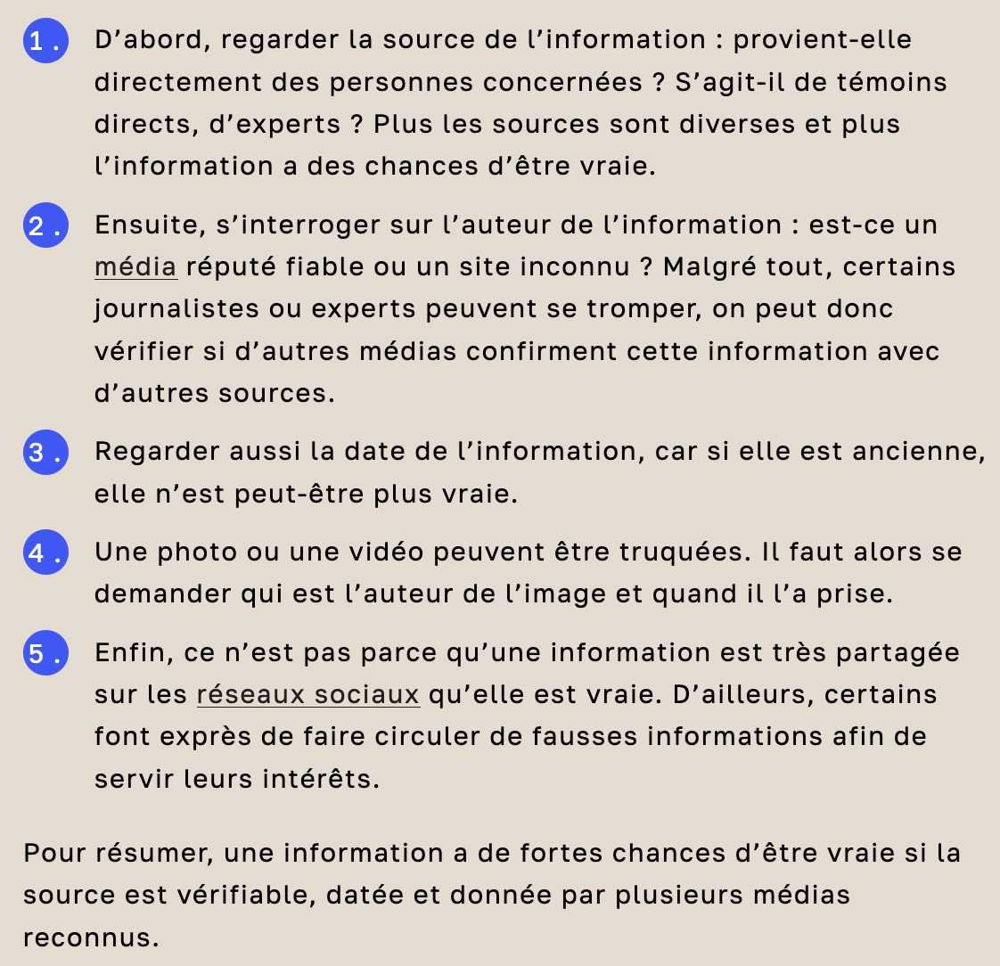 1. D’abord, regarder la source de l’information : provient-elle
directement des personnes concernées ? S’agit-il de témoins
directs, d’experts ? Plus les sources sont diverses et plus
l’information a des chances d’être vraie.
2. Ensuite, s’interroger sur l’auteur de l’information : est-ce un
média réputé fiable ou un site inconnu ? Malgré tout, certains
journalistes ou experts peuvent se tromper, on peut donc
vérifier si d’autres médias confirment cette information avec
d’autres sources.
3. Regarder aussi la date de l’information, car si elle est ancienne,
elle n’est peut-être plus vraie.
4. Une photo ou une vidéo peuvent être truquées. Il faut alors se
demander qui est l’auteur de l’image et quand il l’a prise.
5. Enfin, ce n’est pas parce qu’une information est très partagée
sur les réseaux sociaux qu’elle est vraie. D’ailleurs, certains
font exprès de faire circuler de fausses informations afin de
servir leurs intérêts.
Pour résumer, une information a de fortes chances d’être vraie si la
source est vérifiable, datée et donnée par plusieurs médias
reconnus.